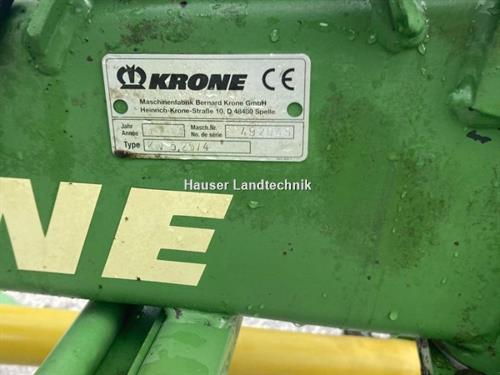 KRONE CE
Maschinenfabrik Bernard Krone GmbH
Heinrich-Krone-Straße 10, D 48480 Spelle
Jahr Masch.Nr.
Année No. de série
Type
Hauser Landtechnik
NE